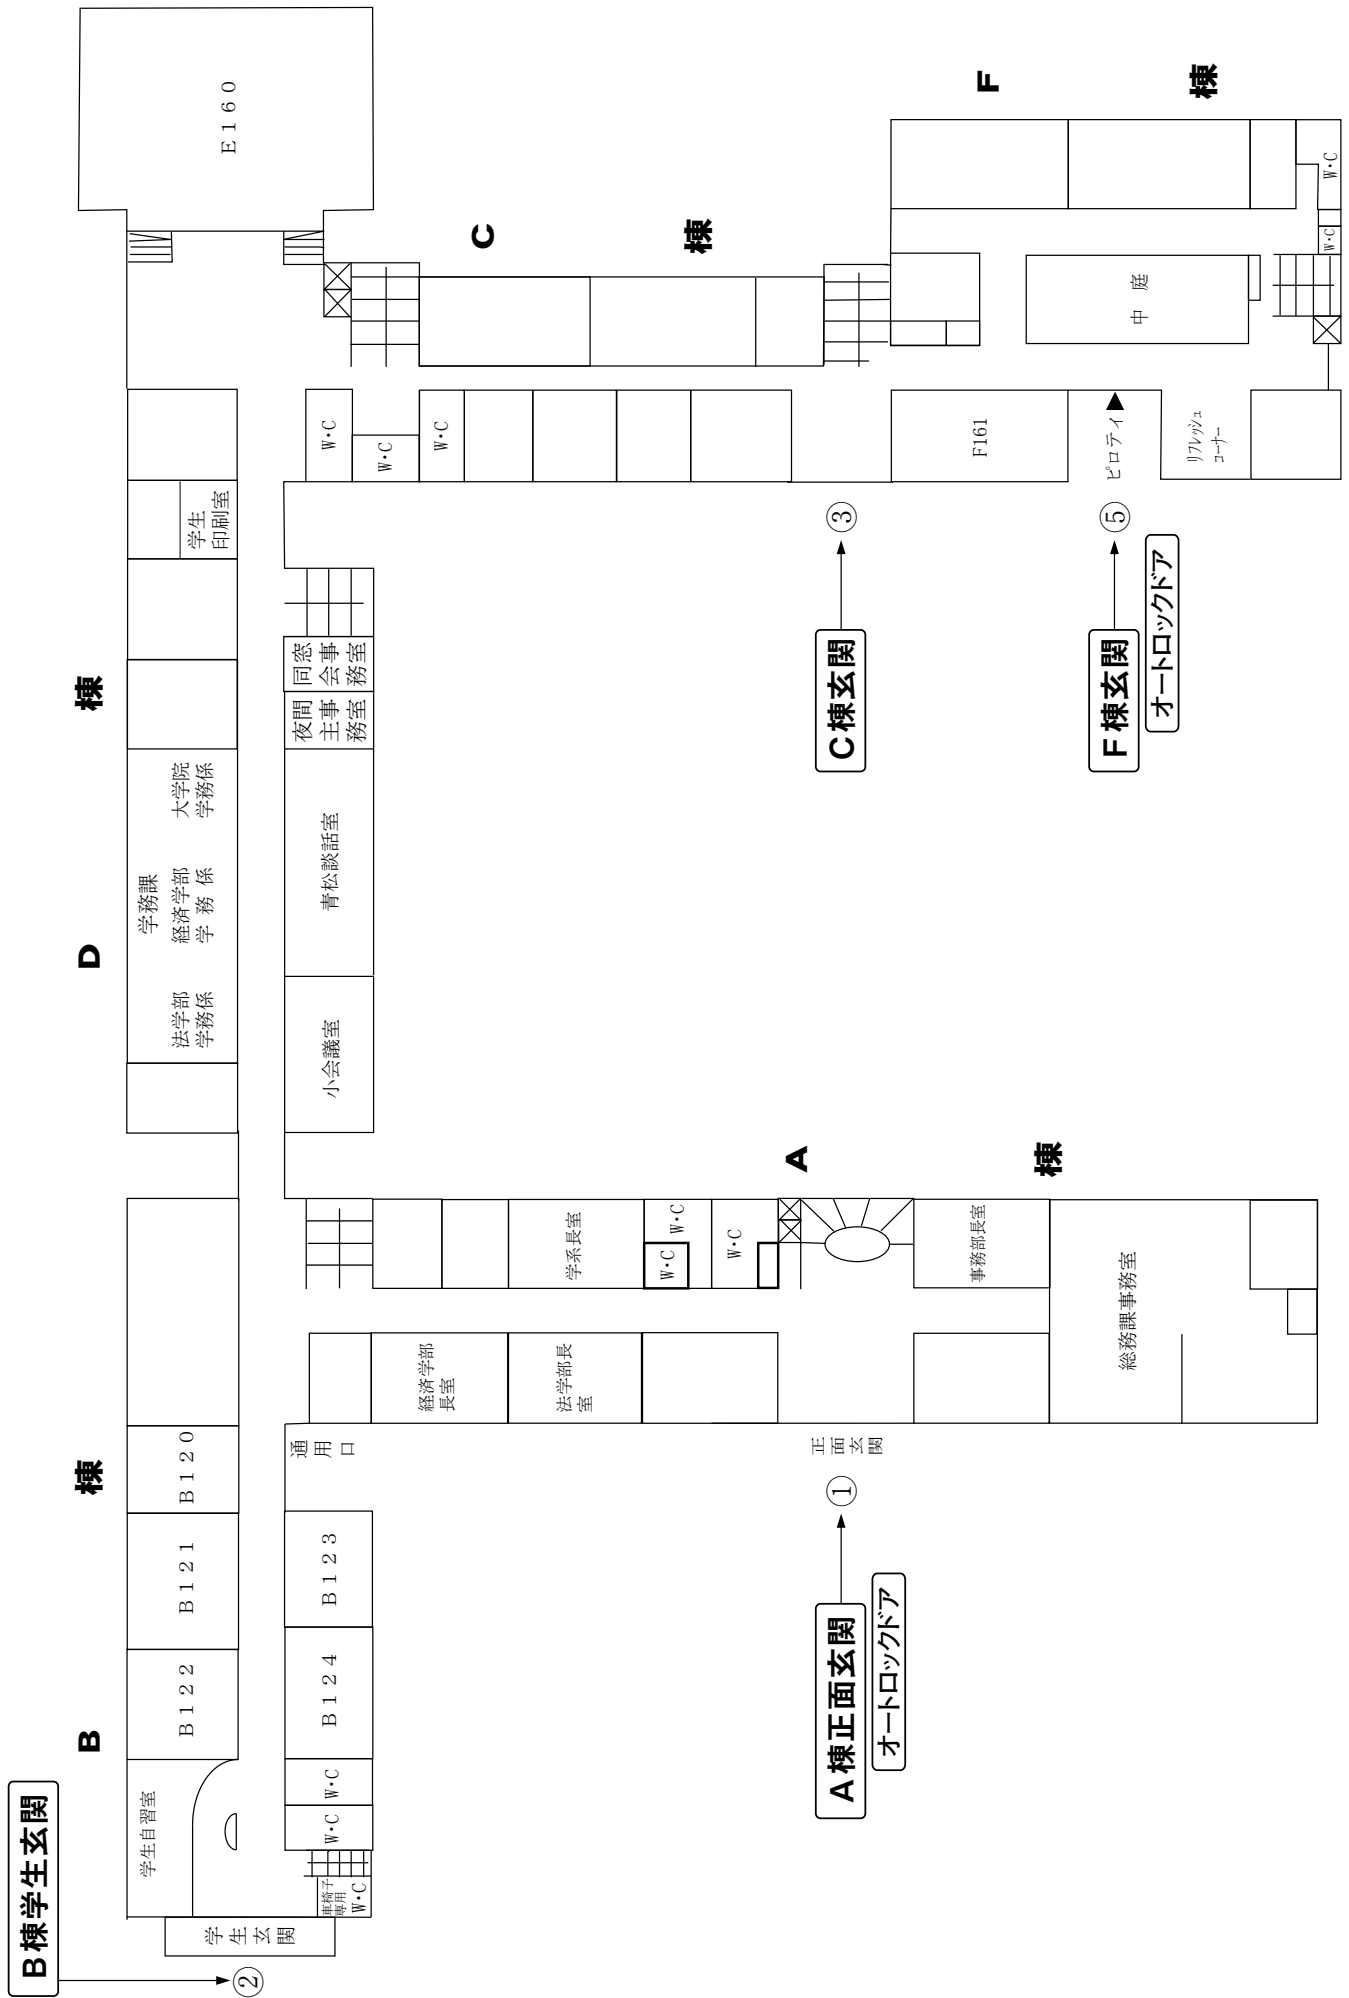 B棟学生玄関
②
学生
玄関
学生自習室
車椅子
専用
W・C
W・C
W・C
B 棟
B122
B121
B120
B124
B123
通用口
D 棟
法学部
学務係
学務課
経済学部
学務係
大学院
学務係
小会議室
青松談話室
夜間
主事
務室
同窓
会事
務室
学生
印刷室
E160
A棟正面玄関
オートロックドア
①
正面玄関
経済学部
長室
法学部長
室
学系長室
W・C
W・C
W・C
A 棟
事務部長室
総務課事務室
C棟玄関
③
W・C
W・C
W・C
C 棟
F棟玄関
オートロックドア
⑤
ピロティ▲
F161
リフレッシュ
コーナー
中庭
W・C
W・C
F 棟